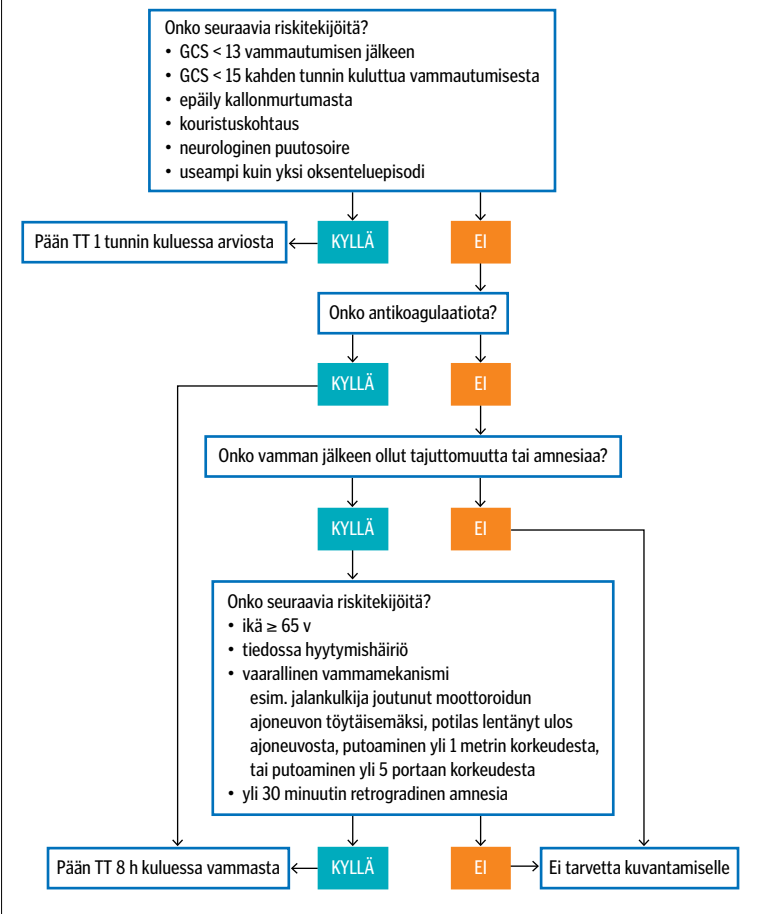 Onko seuraavia riskitekijöitä?
• GCS < 13 vammautumisen jälkeen
• GCS < 15 kahden tunnin kuluttua vammautumisesta
• epäily kallonmurtumasta
• kouristuskohtaus
• neurologinen puutosoire
• useampi kuin yksi oksenteluepisodi
Pään TT 1 tunnin kuluessa arviosta
KYLLÄ
EI
Onko antikoagulaatiota?
KYLLÄ
EI
Onko vamman jälkeen ollut tajuttomuutta tai amnesiaa?
KYLLÄ
EI
Onko seuraavia riskitekijöitä?
• ikä ≥ 65 v
• tiedossa hyytymishäiriö
• vaarallinen vammamekanismi
esim. jalankulkija joutunut moottoroidun
ajoneuvon töytäisemäksi, potilas lentänyt ulos
ajoneuvosta, putoaminen yli 1 metrin korkeudesta,
tai putoaminen yli 5 portaan korkeudesta
• yli 30 minuutin retrogradinen amnesia
Pään TT 8 h kuluessa vammasta
KYLLÄ
EI
Ei tarvetta kuvantamiselle